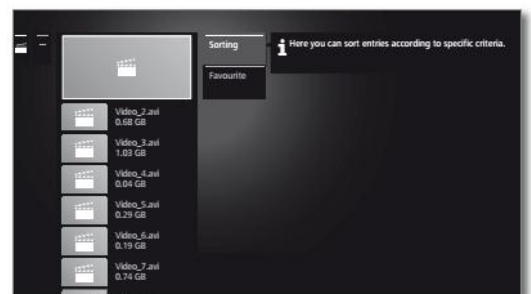 Sorting
Here you can sort entries according to specific criteria.
Favourite
Video_2.avi
0.68 GB
Video_3.avi
1.03 GB
Video_4.avi
0.04 GB
Video_5.avi
0.29 GB
Video_6.avi
0.19 GB
Video_7.avi
0.74 GB